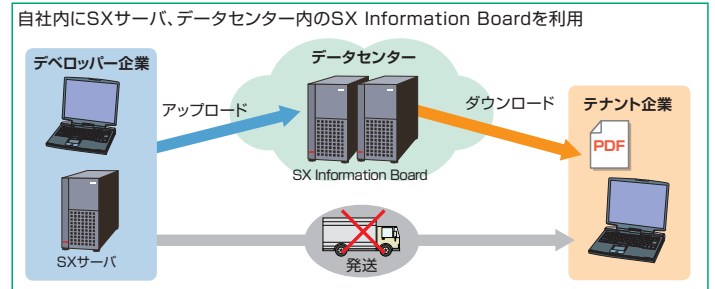 自社内にSXサーバ、データセンター内のSX Information Boardを利用
デベロッパー企業
データセンター
テナント企業
アップロード
ダウンロード
PDF
SX Information Board
SXサーバ
発送